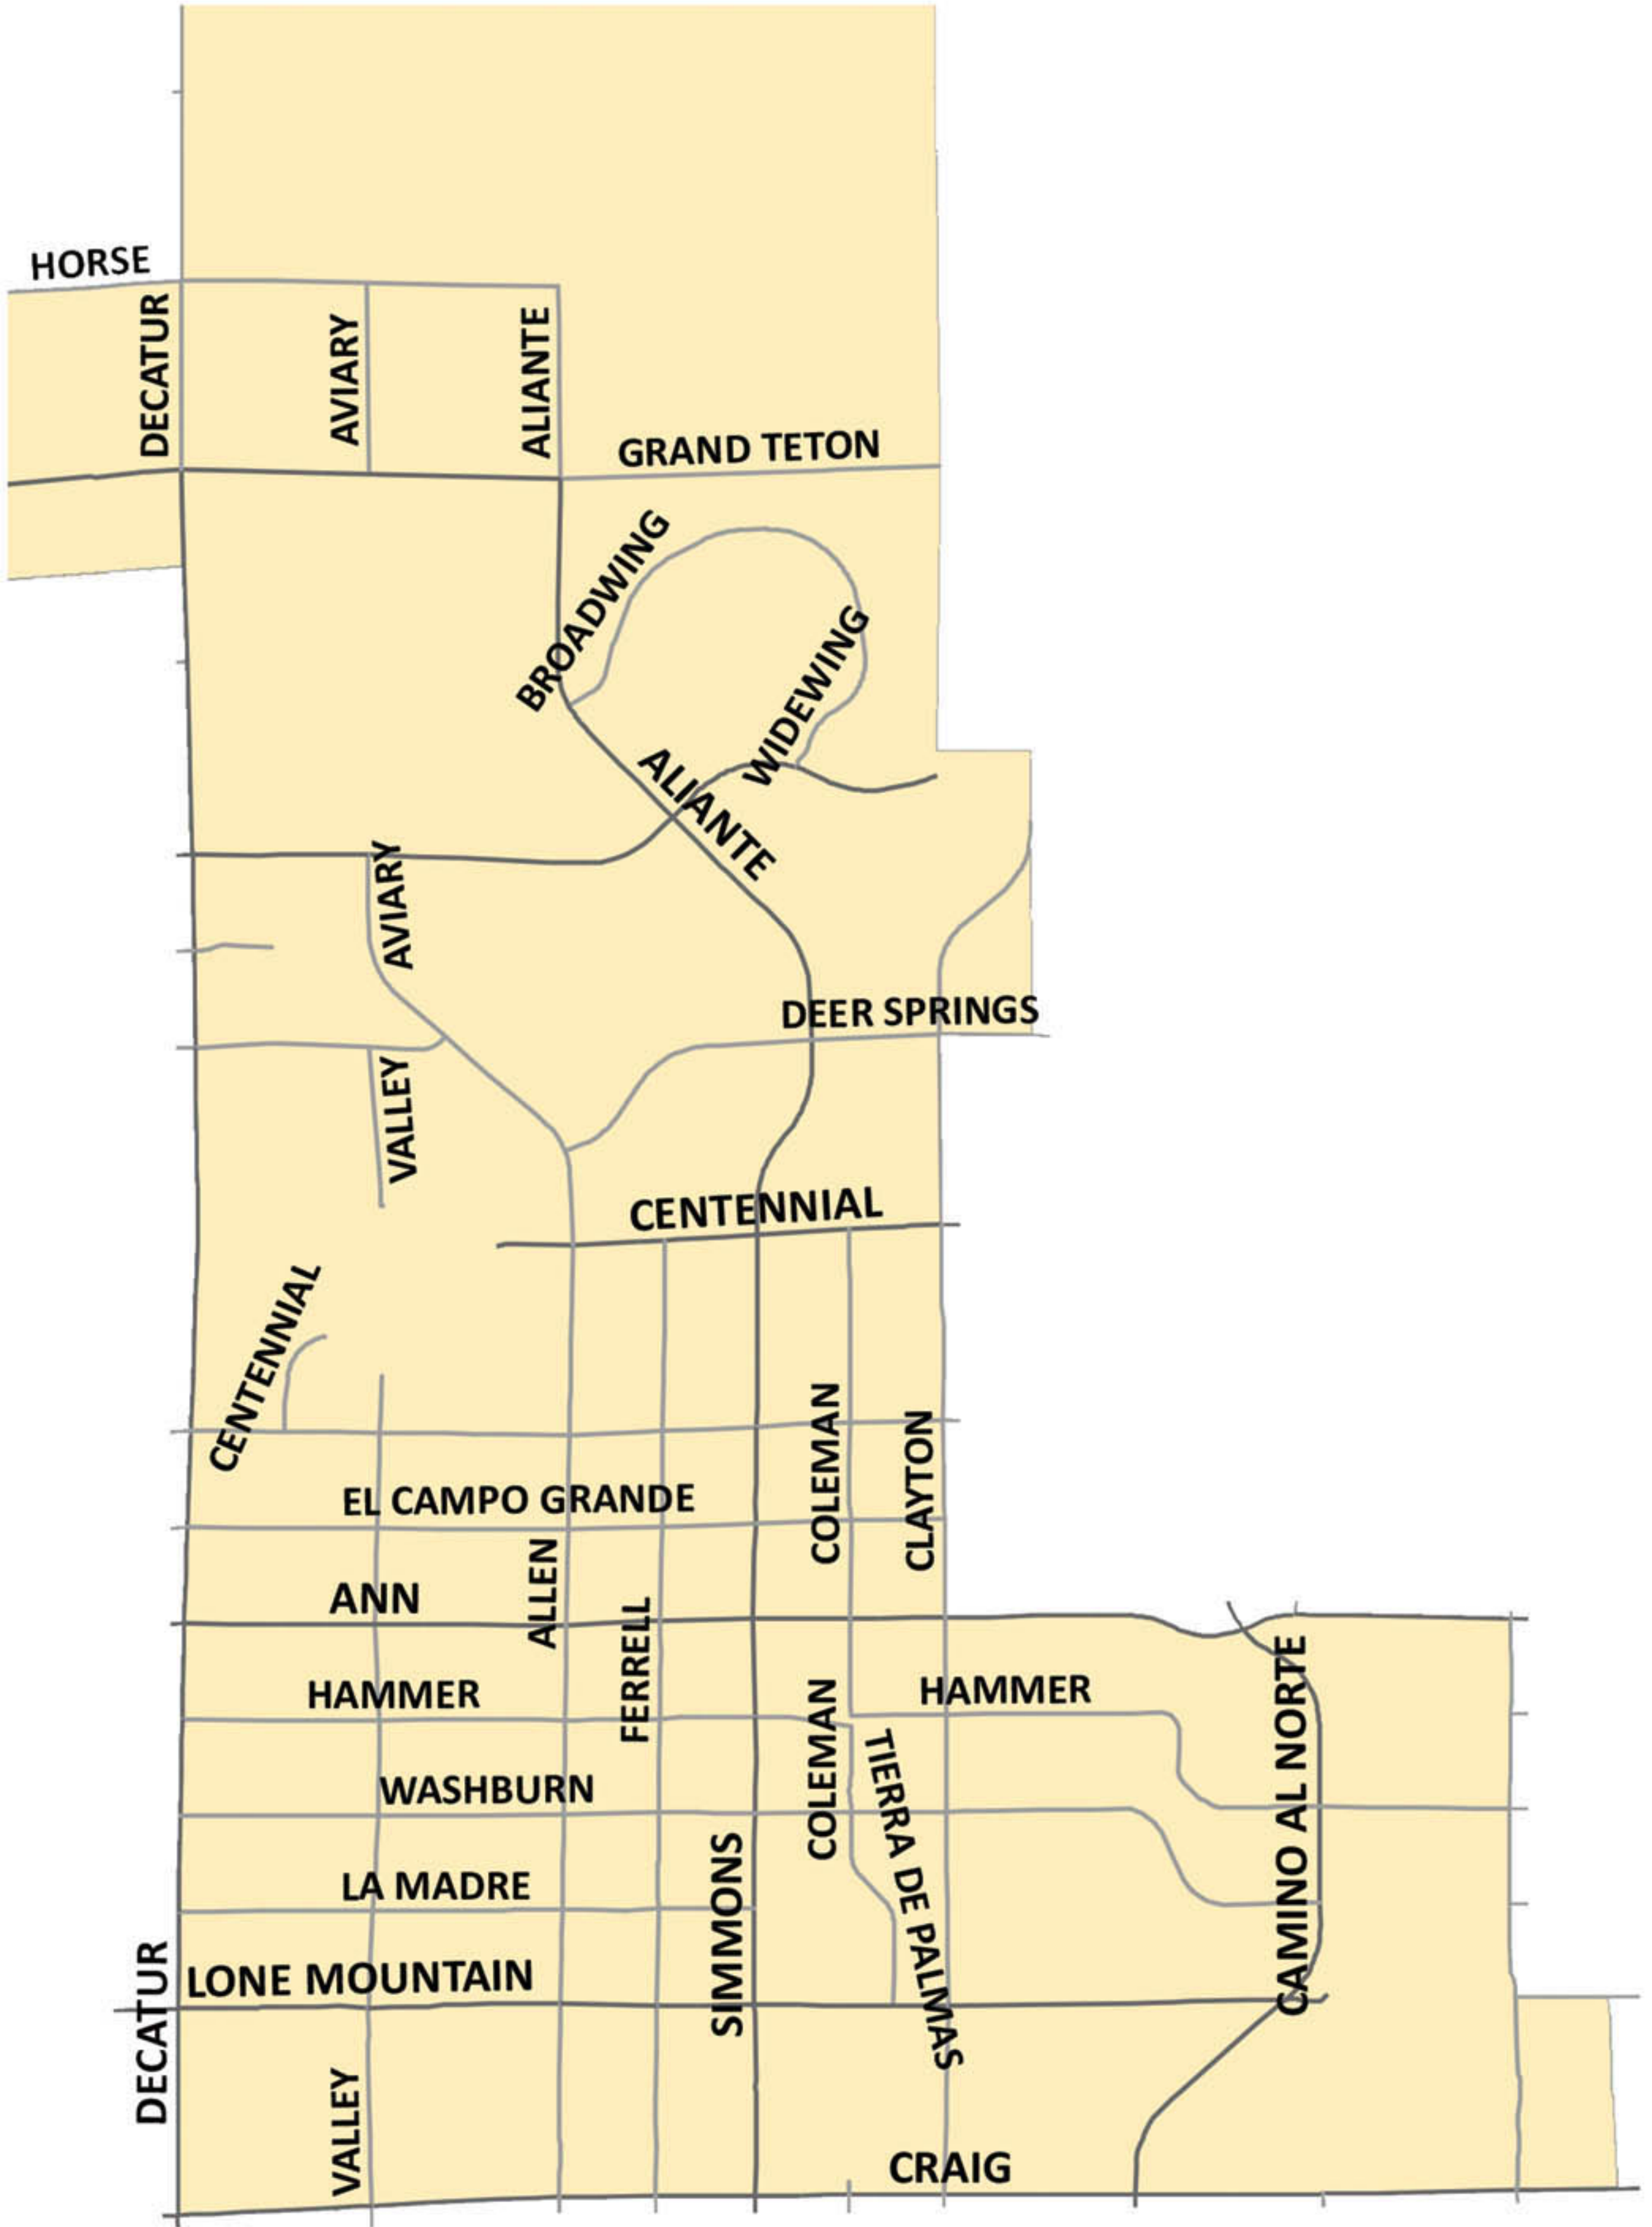 HORSE
DECATUR
AVIARY
ALIANTE
GRAND TETON
BROADWING
WIDEWING
ALIANTE
AVIARY
DEER SPRINGS
VALLEY
CENTENNIAL
CENTENNIAL
COLEMAN
CLAYTON
EL CAMPO GRANDE
ALLEN
ANN
FERRELL
HAMMER
HAMMER
CAMINO AL NORTE
COLEMAN
TIERRA DE PALMAS
WASHBURN
SIMMONS
LA MADRE
DECATUR
LONE MOUNTAIN
VALLEY
CRAIG